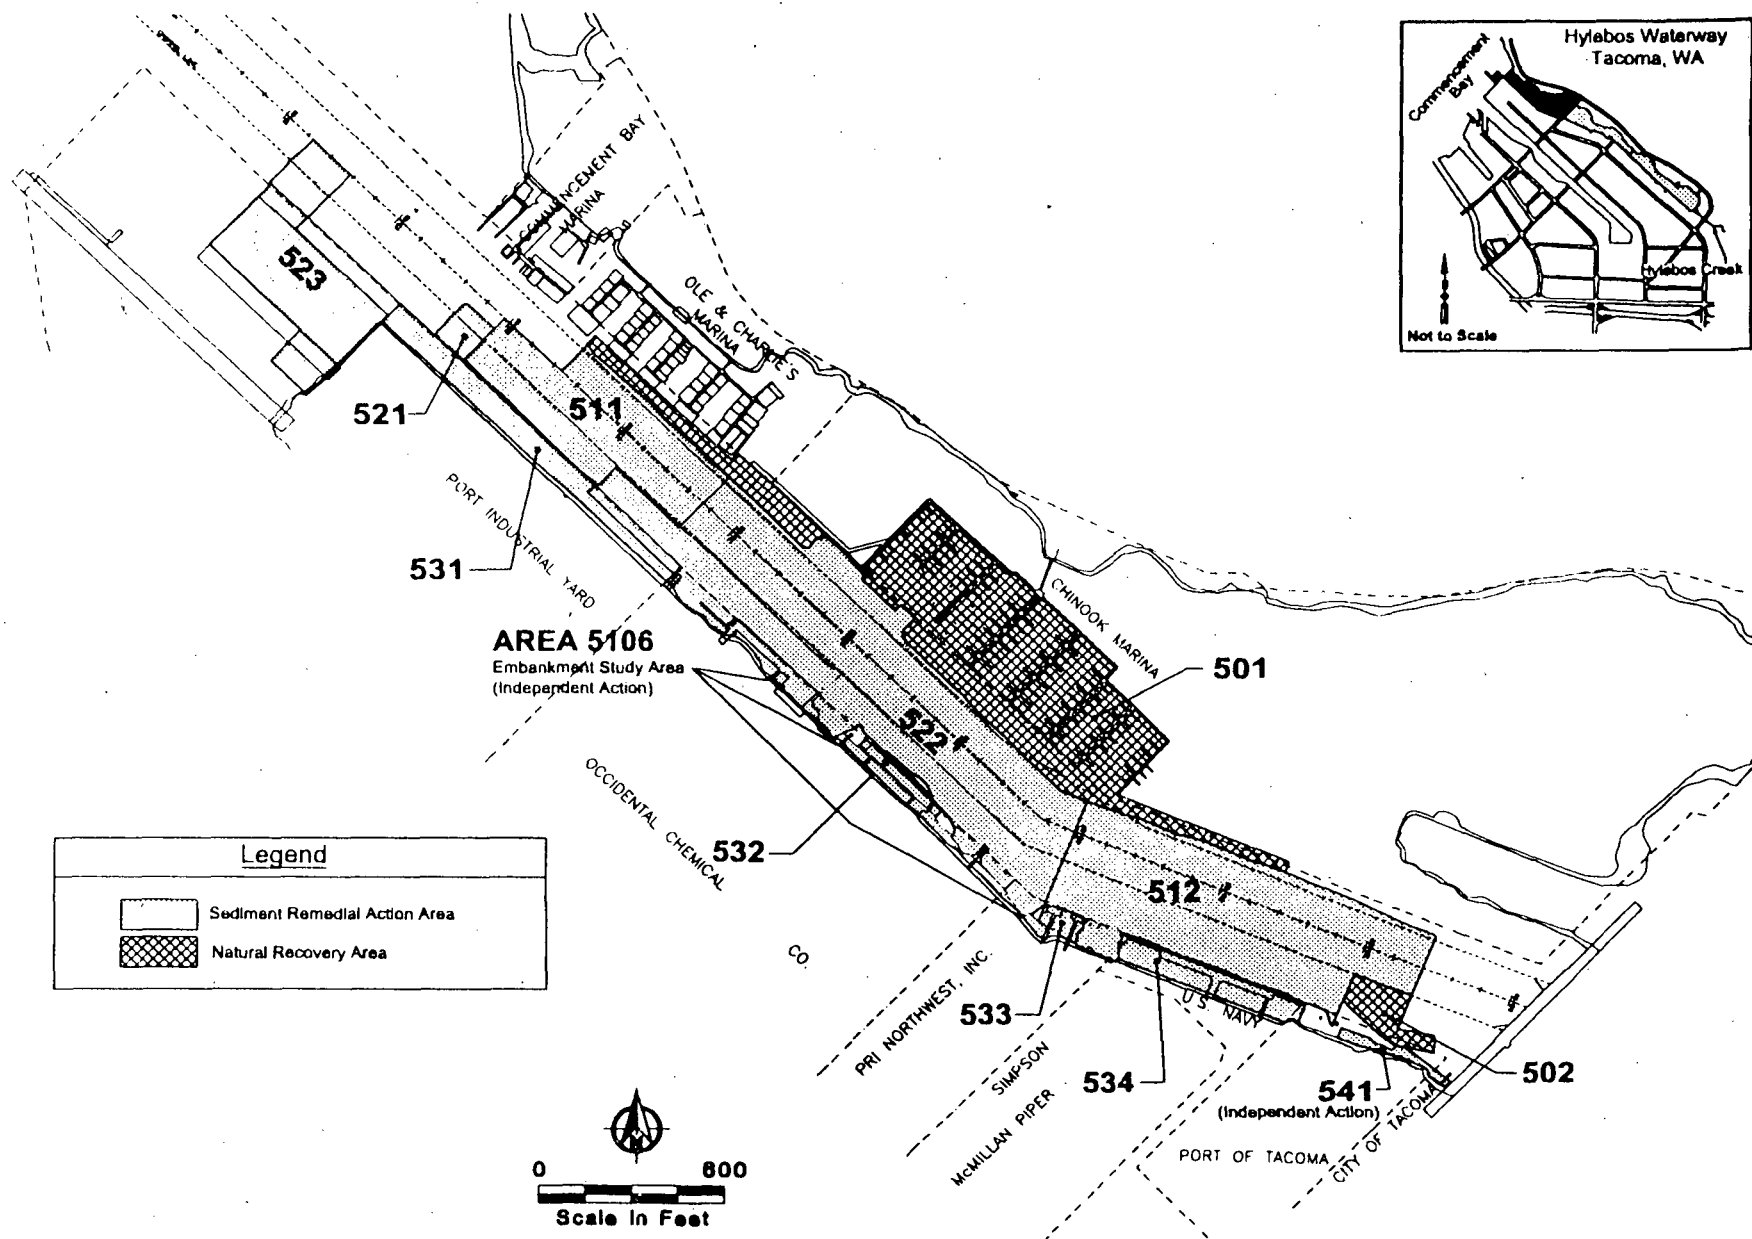 Hylebos Waterway
Tacoma, WA
Commencement
Bay
Hylebos Creek
Not to Scale
COMMENCEMENT BAY
MARINA
OLE & CHARLIE'S
MARINA
523
521
511
531
PORT INDUSTRIAL YARD
AREA 5106
Embankment Study Area
(Independent Action)
CHINOOK MARINA
501
522
OCCIDENTAL CHEMICAL
CO.
532
512
PRI NORTHWEST, INC.
533
SIMPSON
McMILLAN PIPER
534
U S NAVY
541
(Independent Action)
502
PORT OF TACOMA
CITY OF TACOMA
Legend
Sediment Remedial Action Area
Natural Recovery Area
N
0 600
Scale In Feet